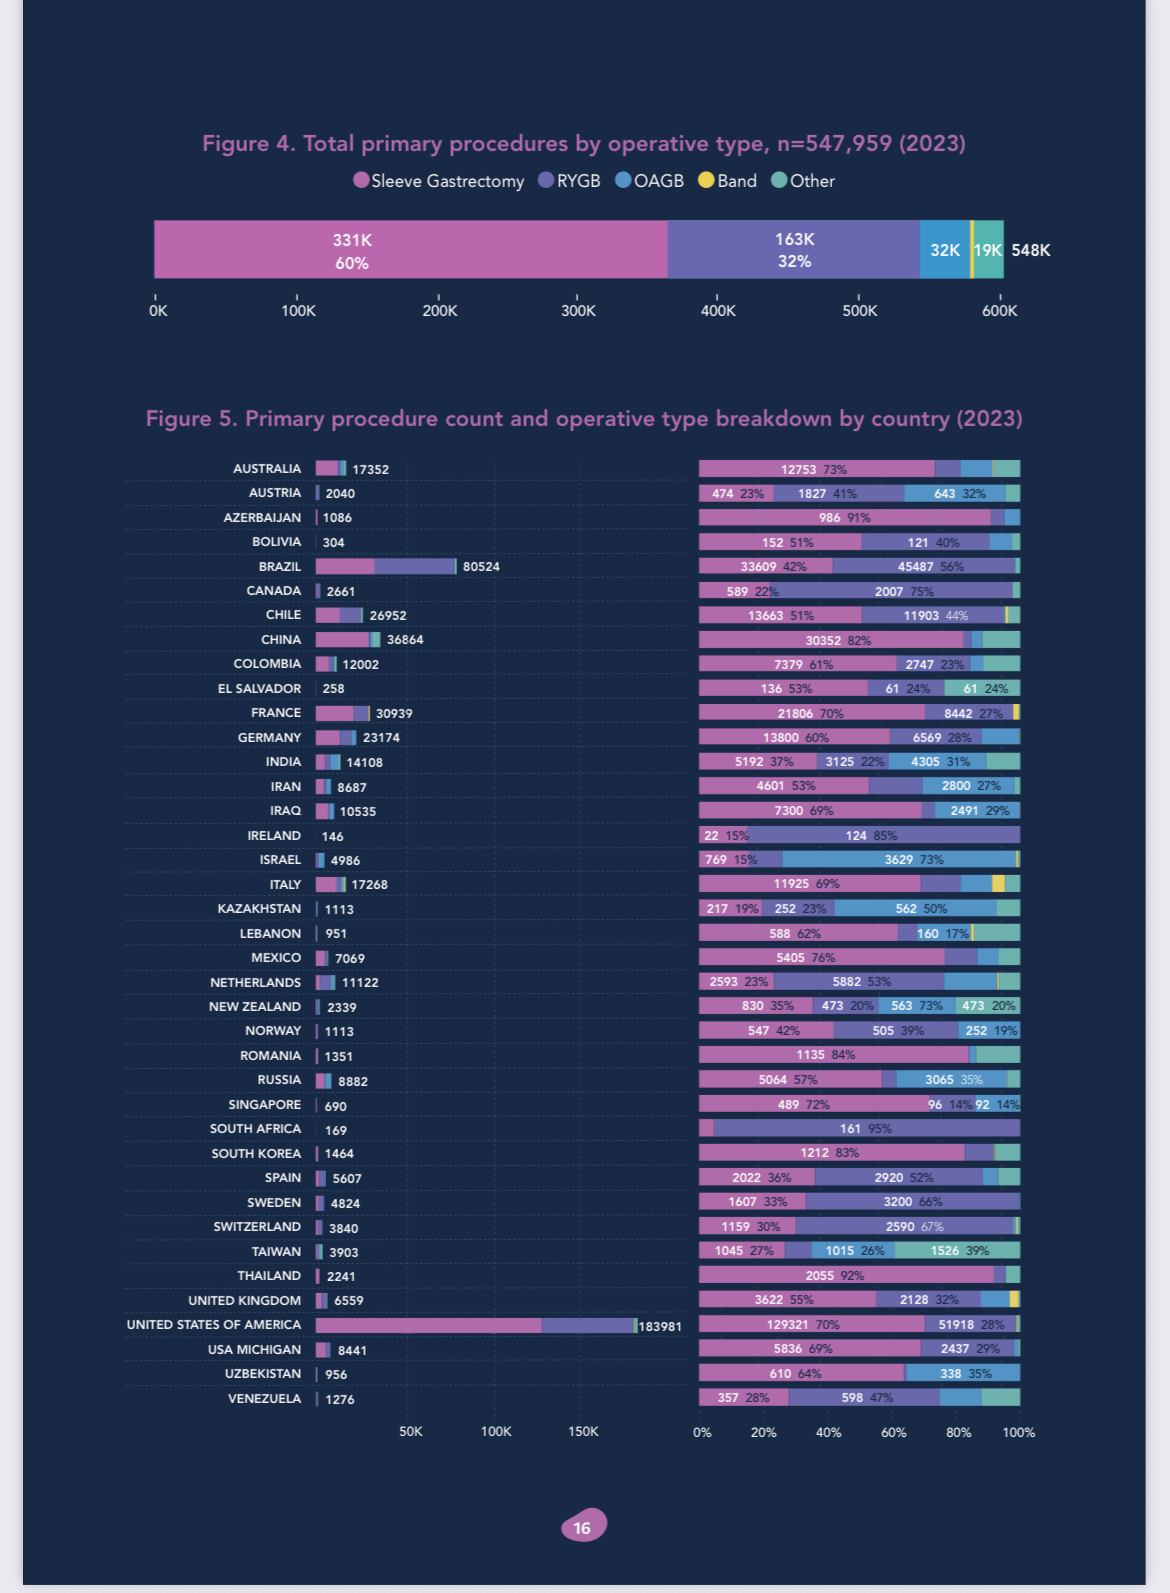 Figure 4. Total primary procedures by operative type, n=547,959 (2023)
Sleeve Gastrectomy RYGB OAGB Band Other
331K 163K
60% 32% 32K 19K 548K
0K 100K 200K 300K 400K 500K 600K
Figure 5. Primary procedure count and operative type breakdown by country (2023)
AUSTRALIA 17352 12753 73%
AUSTRIA 2040 474 23% 1827 41% 643 32%
AZERBAIJAN 1086 986 91%
BOLIVIA 304 152 51% 121 40%
BRAZIL 80524 33609 42% 45487 56%
CANADA 2661 589 22% 2007 75%
CHILE 26952 13663 51% 11903 44%
CHINA 36864 30352 82%
COLOMBIA 12002 7379 61% 2747 23%
EL SALVADOR 258 136 53% 61 24% 61 24%
FRANCE 30939 21806 70% 8442 27%
GERMANY 23174 13800 60% 6569 28%
INDIA 14108 5192 37% 3125 22% 4305 31%
IRAN 8687 4601 53% 2800 27%
IRAQ 10535 7300 69% 2491 29%
IRELAND 146 22 15% 124 85%
ISRAEL 4986 769 15% 3629 73%
ITALY 17268 11925 69%
KAZAKHSTAN 1113 217 19% 252 23% 562 50%
LEBANON 951 588 62% 160 17%
MEXICO 7069 5405 76%
NETHERLANDS 11122 2593 23% 5882 53%
NEW ZEALAND 2339 830 35% 473 20% 563 73% 473 20%
NORWAY 1113 547 42% 505 39% 252 19%
ROMANIA 1351 1135 84%
RUSSIA 8882 5064 57% 3065 35%
SINGAPORE 690 489 72% 96 14% 92 14%
SOUTH AFRICA 169 161 95%
SOUTH KOREA 1464 1212 83%
SPAIN 5607 2022 36% 2920 52%
SWEDEN 4824 1607 33% 3200 66%
SWITZERLAND 3840 1159 30% 2590 67%
TAIWAN 3903 1045 27% 1015 26% 1526 39%
THAILAND 2241 2055 92%
UNITED KINGDOM 6559 3622 55% 2128 32%
UNITED STATES OF AMERICA 183981 129321 70% 51918 28%
USA MICHIGAN 8441 5836 69% 2437 29%
UZBEKISTAN 956 610 64% 338 35%
VENEZUELA 1276 357 28% 598 47%
50K 100K 150K 0% 20% 40% 60% 80% 100%
16